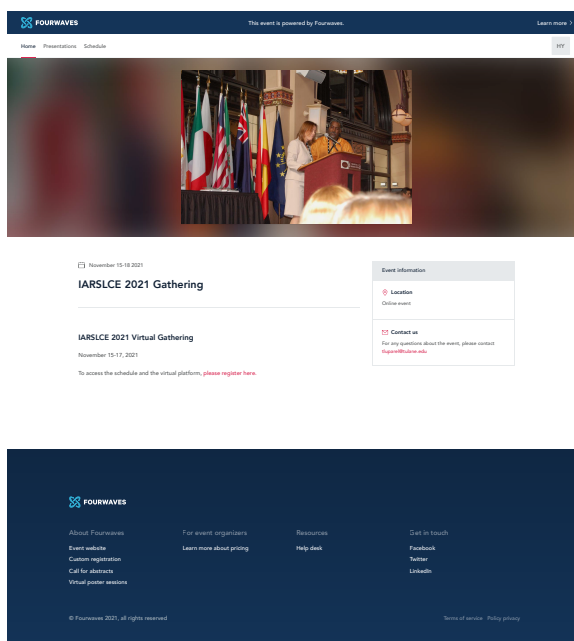 FOURWAVES
This event is powered by Fourwaves.
Learn more
Home Presentations Schedule
HY
November 15-18 2021
IARSLCE 2021 Gathering
IARSLCE 2021 Virtual Gathering
November 15-17, 2021
To access the schedule and the virtual platform, please register here.
Event information
Location
Online event
Contact us
For any questions about the event, please contact
FOURWAVES
About Fourwaves
Event website
Custom registration
Call for abstracts
Virtual poster sessions
For event organizers
Learn more about pricing
Resources
Help desk
Get in touch
Facebook
Twitter
LinkedIn
© Fourwaves 2021, all rights reserved
Terms of service Policy privacy